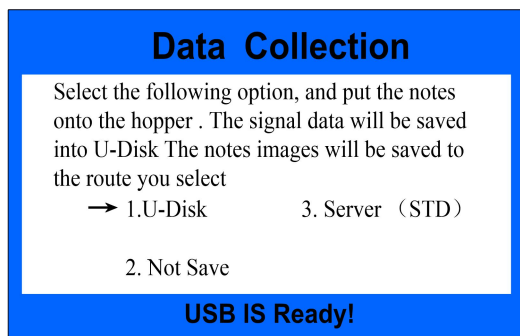 Data Collection
Select the following option, and put the notes
onto the hopper . The signal data will be saved
into U-Disk The notes images will be saved to
the route you select
→ 1.U-Disk 3. Server （STD）
2. Not Save
USB IS Ready!